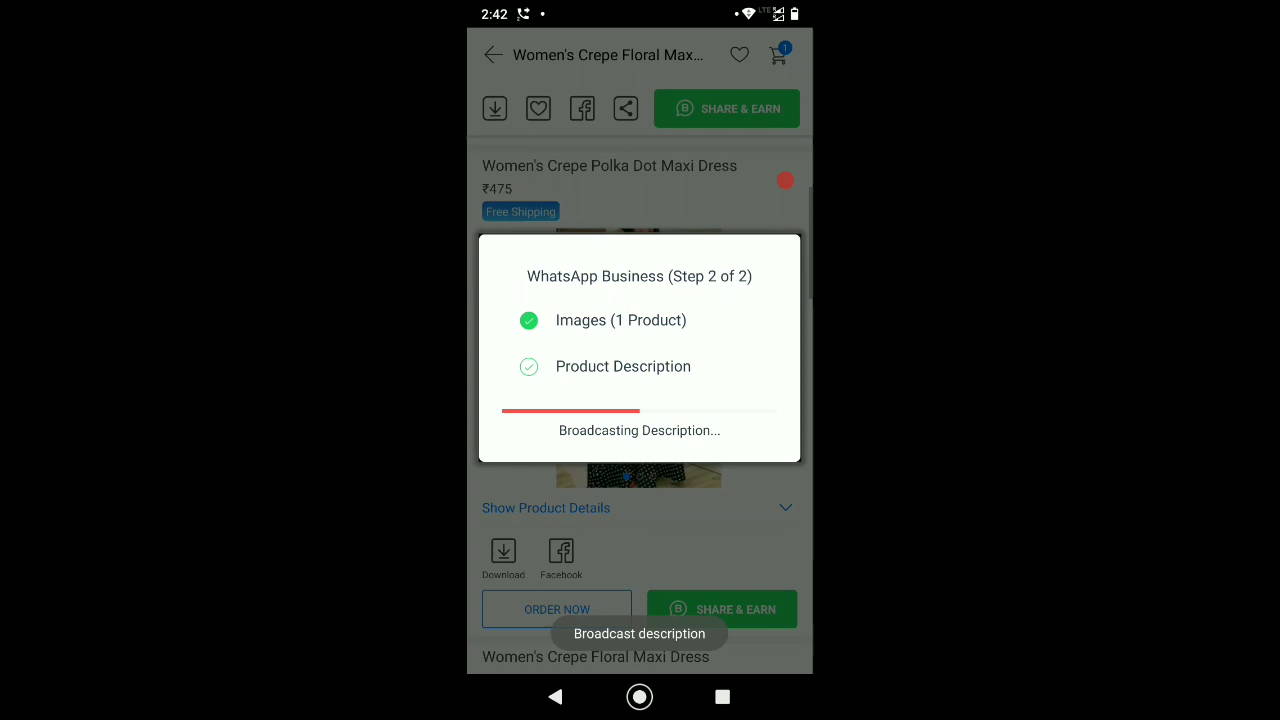 2:42
LTE
Women's Crepe Floral Max...
1
SHARE & EARN
Women's Crepe Polka Dot Maxi Dress
₹475
Free Shipping
WhatsApp Business (Step 2 of 2)
Images (1 Product)
Product Description
Broadcasting Description...
Show Product Details
Download
Facebook
ORDER NOW
B SHARE & EARN
Broadcast description
Women's Crepe Floral Maxi Dress